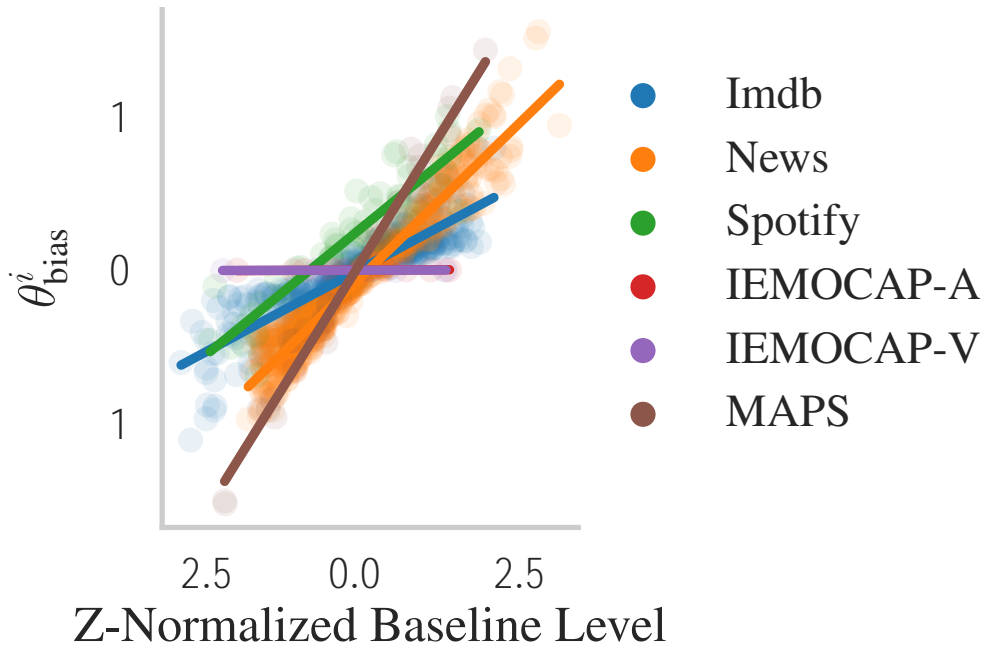 1
0
1
θ^i_bias
2.5 0.0 2.5
Z-Normalized Baseline Level
Imdb
News
Spotify
IEMOCAP-A
IEMOCAP-V
MAPS